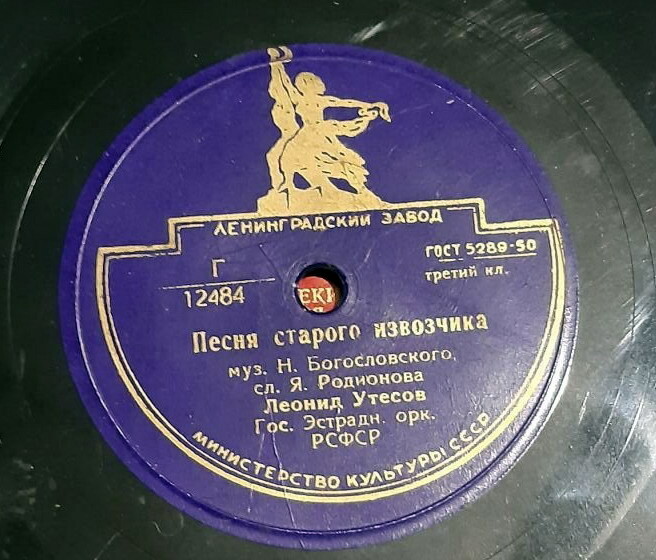 ЛЕНИНГРАДСКИЙ ЗАВОД
ГОСТ 5289-50
третий кл.
Г
12484
ЕКИ
Песня старого извозчика
муз. Н. Богословского,
сл. Я. Родионова
Леонид Утесов
Гос. Эстрадн. орк.
РСФСР
МИНИСТЕРСТВО КУЛЬТУРЫ СССР